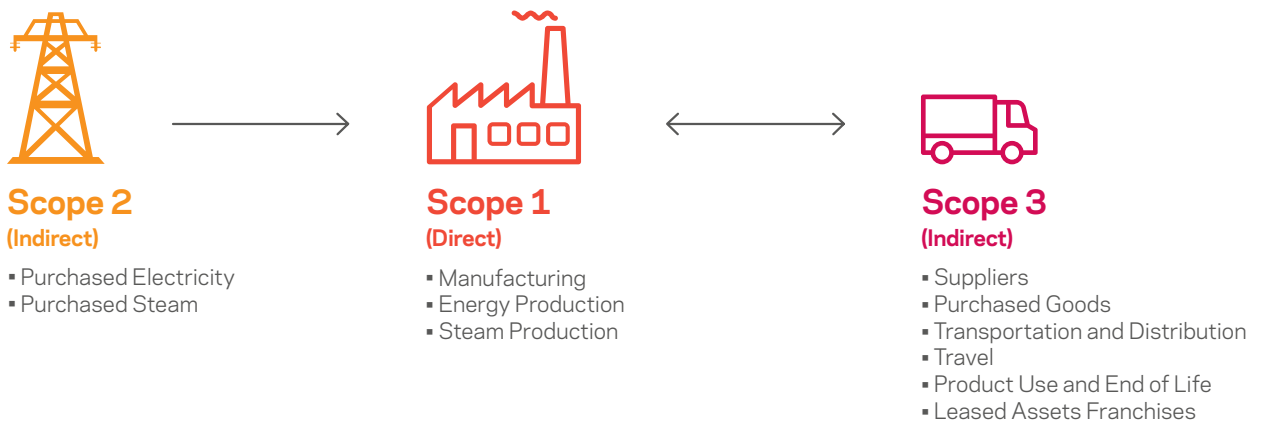 Scope 2
(Indirect)
▪ Purchased Electricity
▪ Purchased Steam
Scope 1
(Direct)
▪ Manufacturing
▪ Energy Production
▪ Steam Production
Scope 3
(Indirect)
▪ Suppliers
▪ Purchased Goods
▪ Transportation and Distribution
▪ Travel
▪ Product Use and End of Life
▪ Leased Assets Franchises